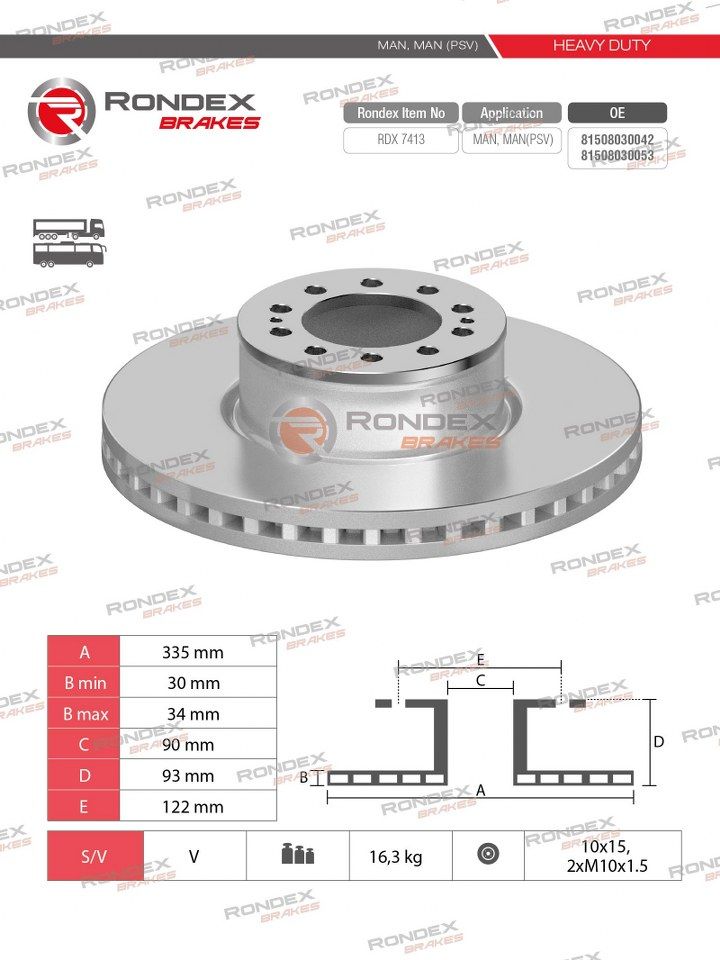 MAN, MAN (PSV)
HEAVY DUTY
RONDEX
BRAKES
Rondex Item No
Application
OE
RDX 7413
MAN, MAN(PSV)
81508030042
81508030053
RONDEX
BRAKES
A 335 mm
B min 30 mm
B max 34 mm
C 90 mm
D 93 mm
E 122 mm
E
C
D
B
A
S/V
V
16,3 kg
10x15,
2xM10x1.5